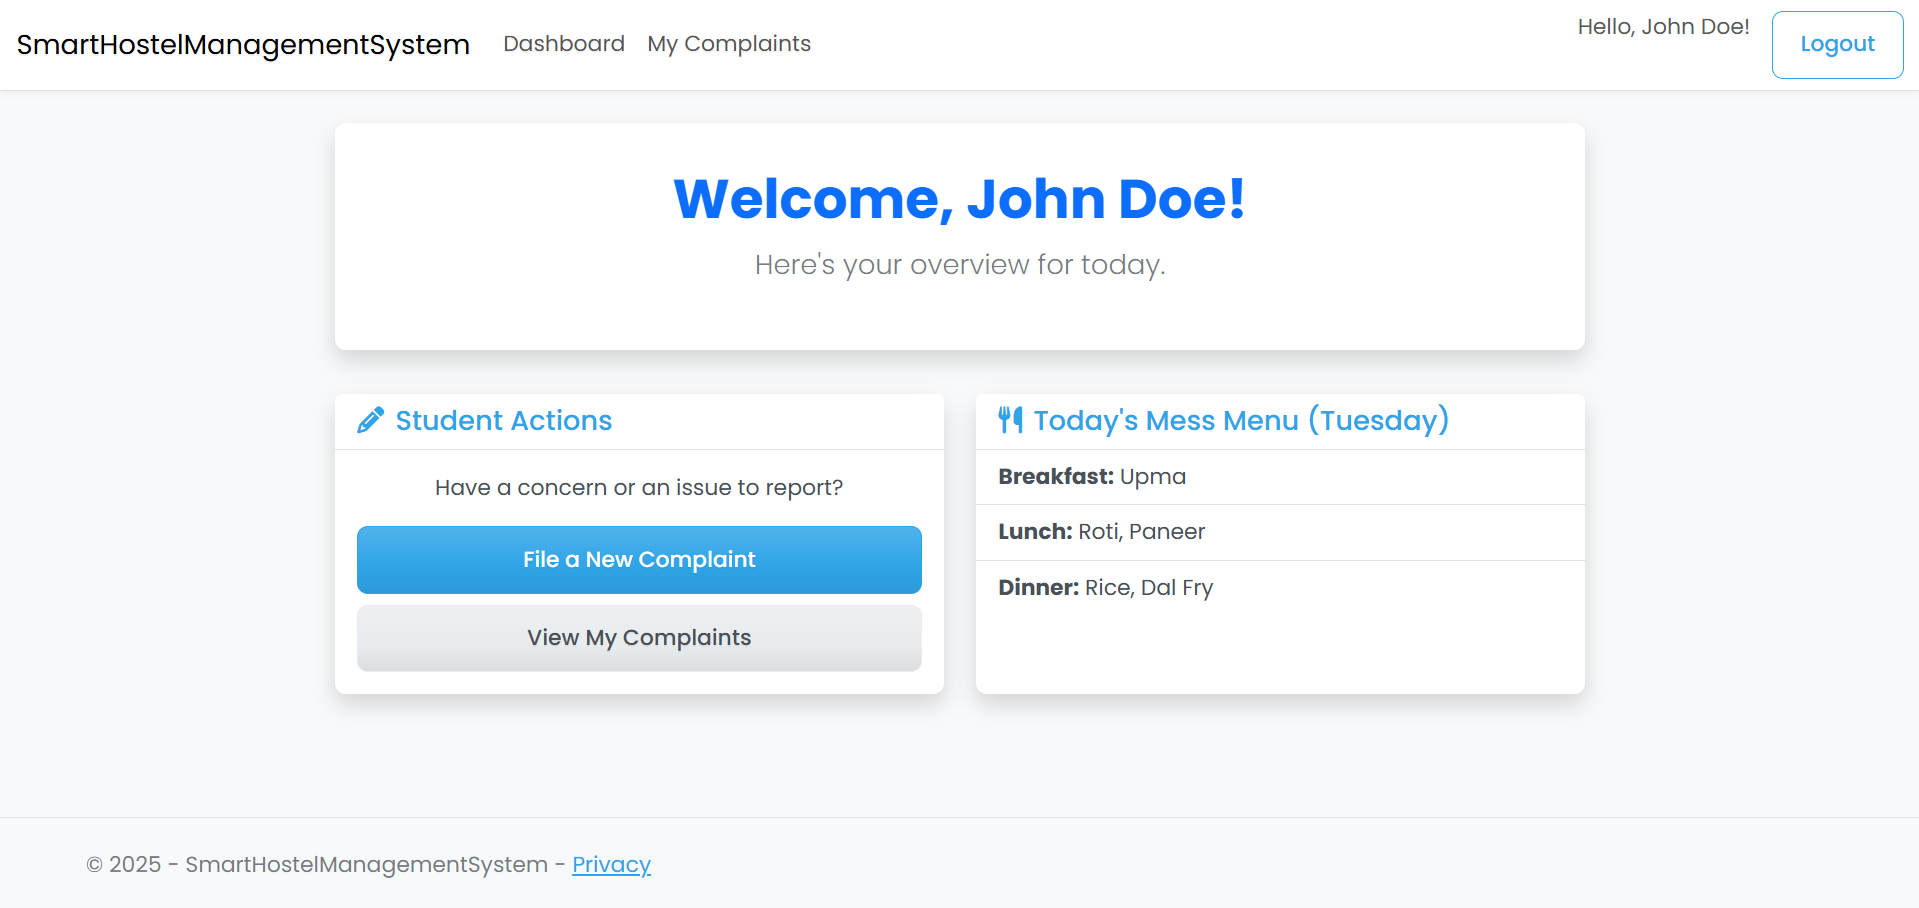 SmartHostelManagementSystem Dashboard My Complaints Hello, John Doe! Logout
Welcome, John Doe!
Here's your overview for today.
Student Actions
Have a concern or an issue to report?
File a New Complaint
View My Complaints
Today's Mess Menu (Tuesday)
Breakfast: Upma
Lunch: Roti, Paneer
Dinner: Rice, Dal Fry
© 2025 - SmartHostelManagementSystem - Privacy